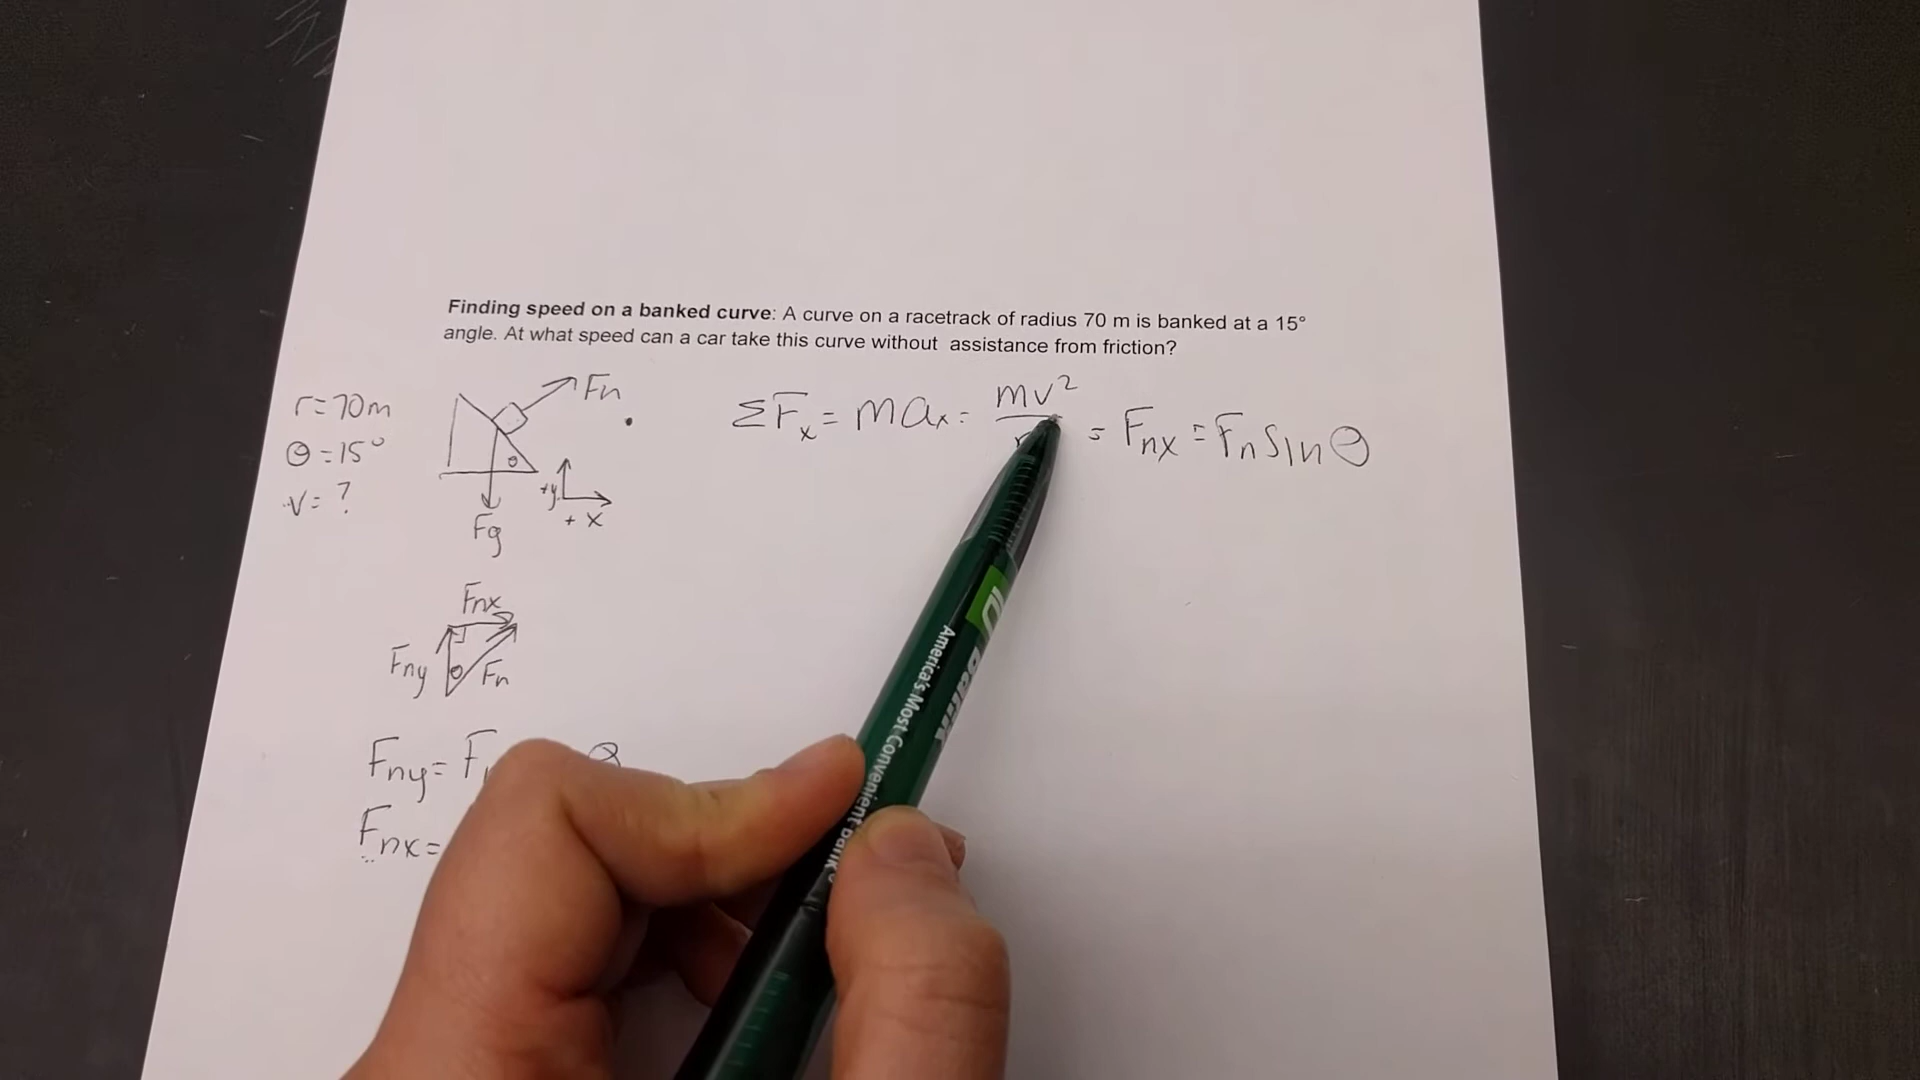 Finding speed on a banked curve: A curve on a racetrack of radius 70 m is banked at a 15°
angle. At what speed can a car take this curve without assistance from friction?
r=70m
θ=15°
v=?
Fn
θ
+y
+ x
Fg
ΣFx = max = mv² = Fnx = Fn sinθ
Fnx
Fny
θ
Fn
Fny= F
θ
Fnx=
America's Most Convenient Bank